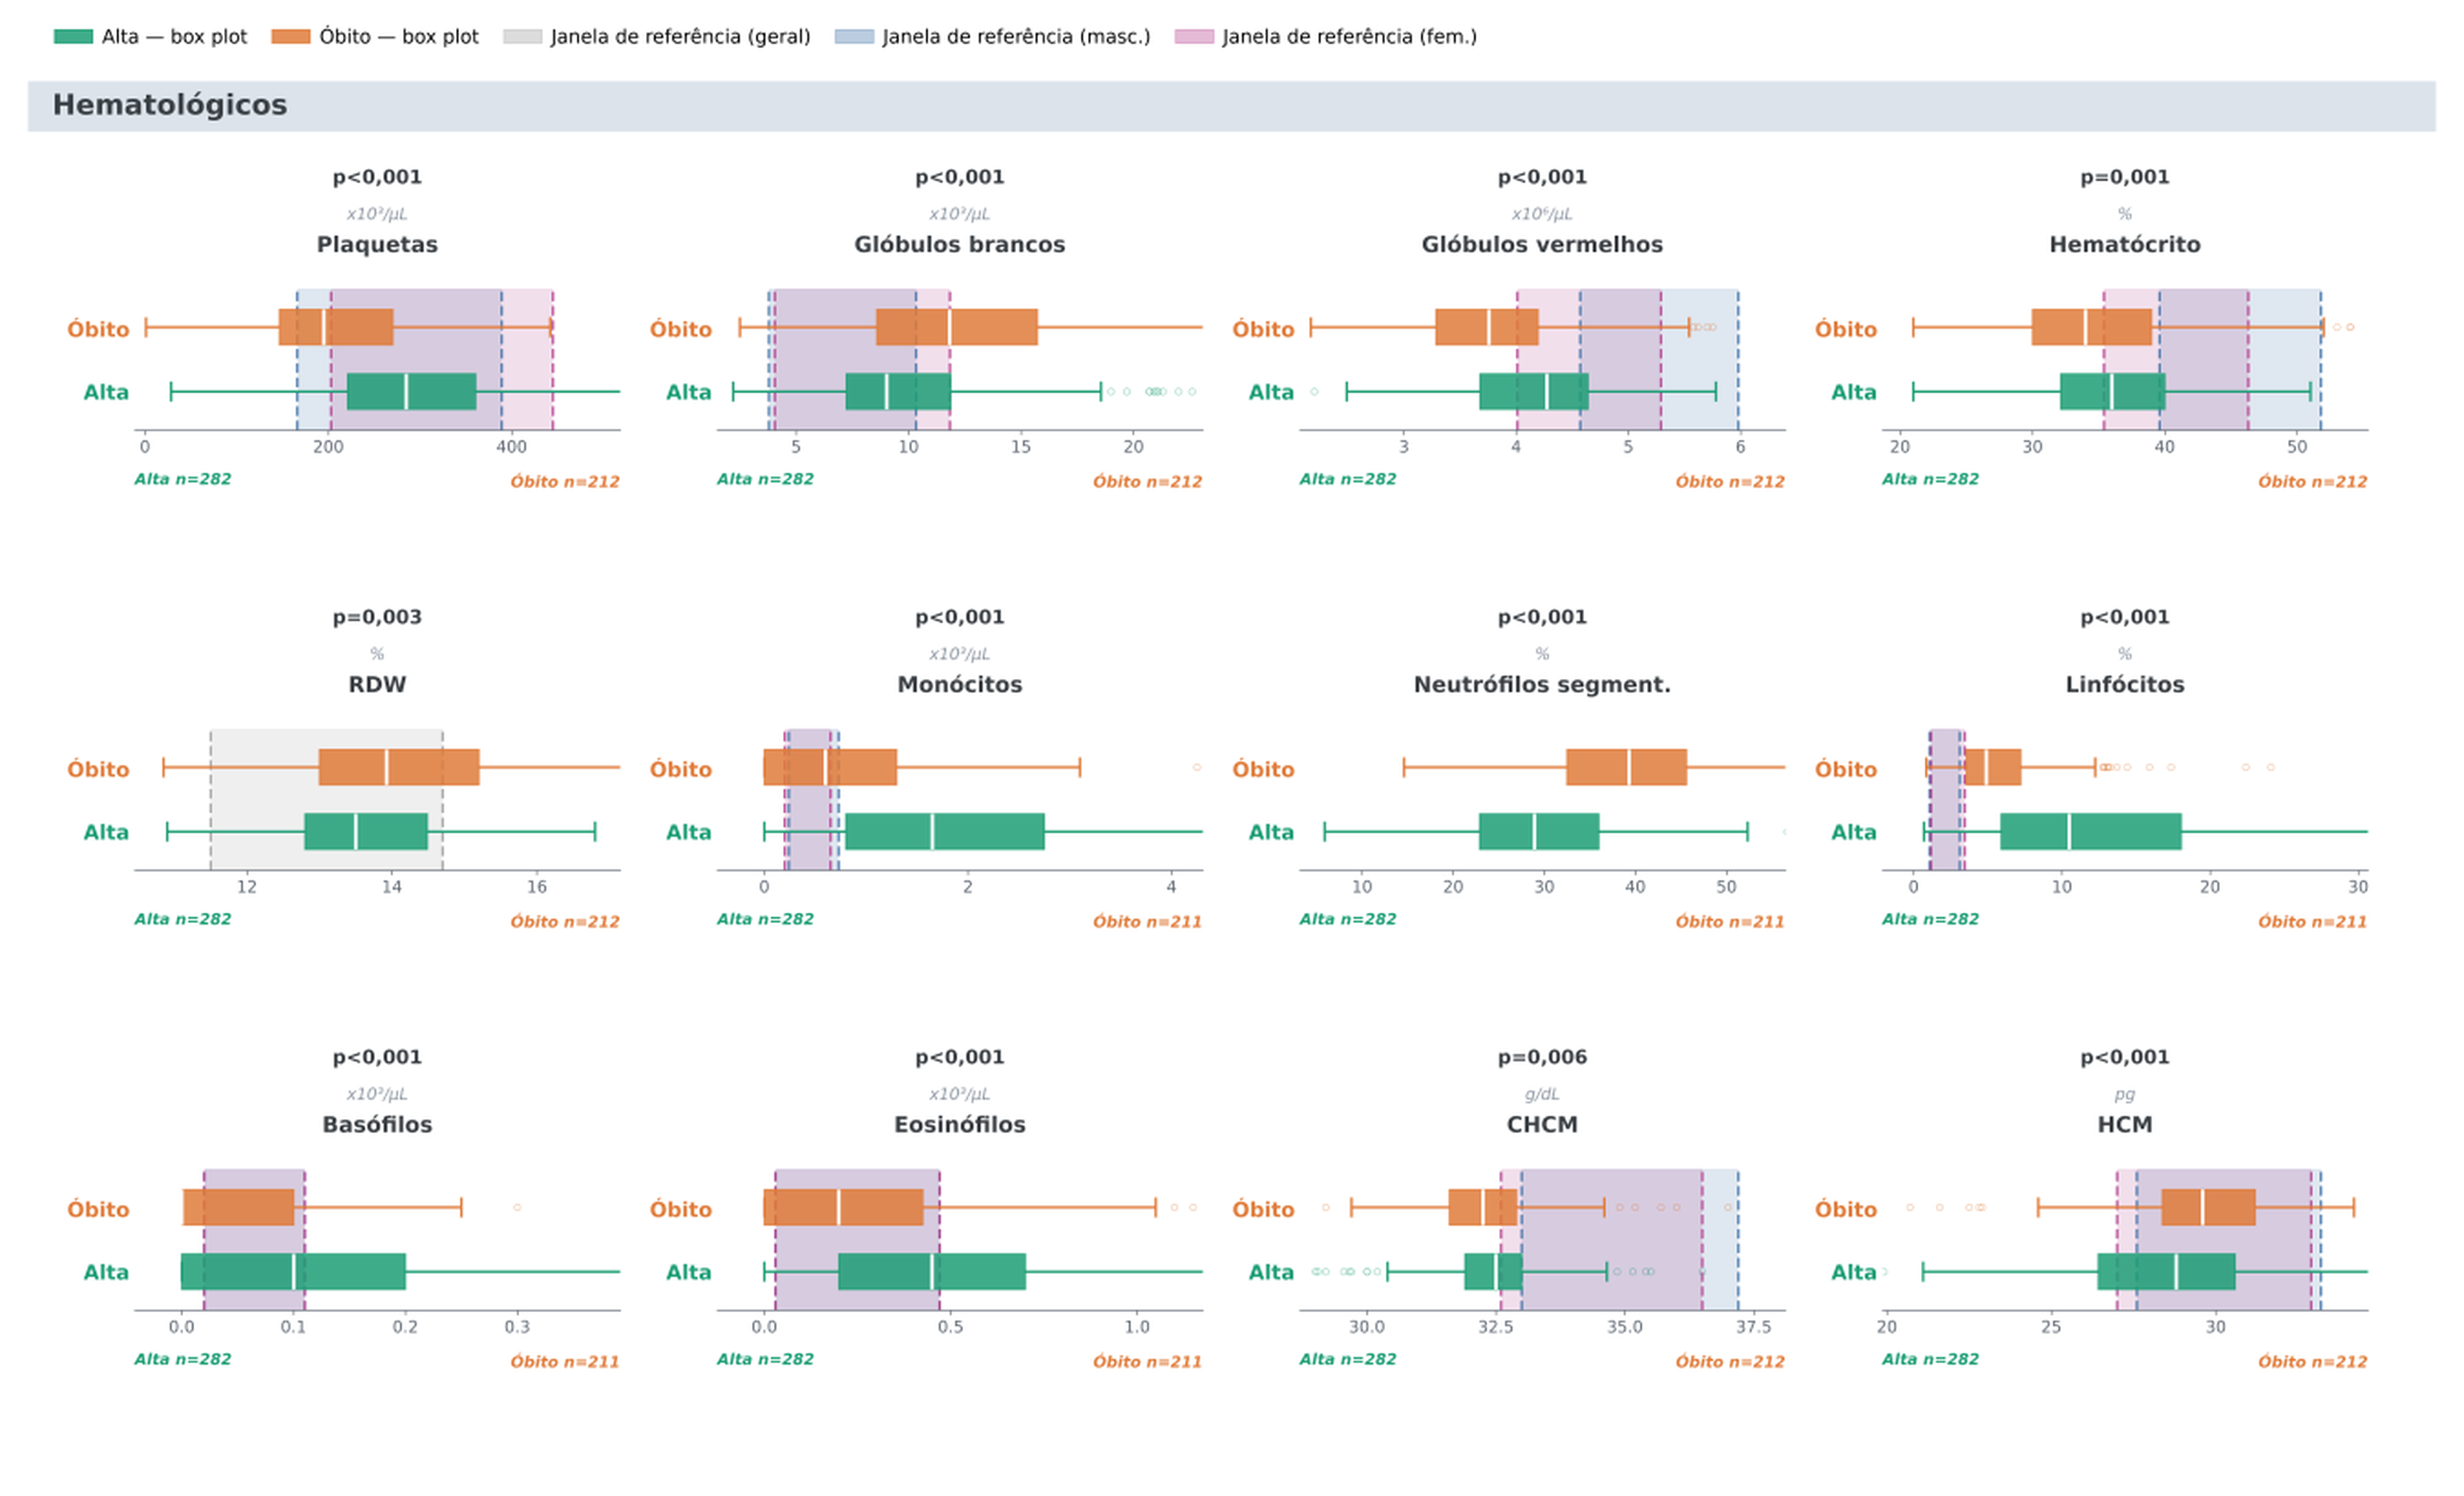 Alta — box plot Óbito — box plot Janela de referência (geral) Janela de referência (masc.) Janela de referência (fem.)
Hematológicos
p<0,001 p<0,001 p<0,001 p=0,001
x10³/µL x10³/µL x10⁶/µL %
Plaquetas Glóbulos brancos Glóbulos vermelhos Hematócrito
Óbito Óbito Óbito Óbito
Alta Alta Alta Alta
0 200 400 5 10 15 20 3 4 5 6 20 30 40 50
Alta n=282 Óbito n=212 Alta n=282 Óbito n=212 Alta n=282 Óbito n=212 Alta n=282 Óbito n=212
p=0,003 p<0,001 p<0,001 p<0,001
% x10³/µL % %
RDW Monócitos Neutrófilos segment. Linfócitos
Óbito Óbito Óbito Óbito
Alta Alta Alta Alta
12 14 16 0 2 4 10 20 30 40 50 0 10 20 30
Alta n=282 Óbito n=212 Alta n=282 Óbito n=211 Alta n=282 Óbito n=211 Alta n=282 Óbito n=211
p<0,001 p<0,001 p=0,006 p<0,001
x10³/µL x10³/µL g/dL pg
Basófilos Eosinófilos CHCM HCM
Óbito Óbito Óbito Óbito
Alta Alta Alta Alta
0.0 0.1 0.2 0.3 0.0 0.5 1.0 30.0 32.5 35.0 37.5 20 25 30
Alta n=282 Óbito n=211 Alta n=282 Óbito n=211 Alta n=282 Óbito n=212 Alta n=282 Óbito n=212